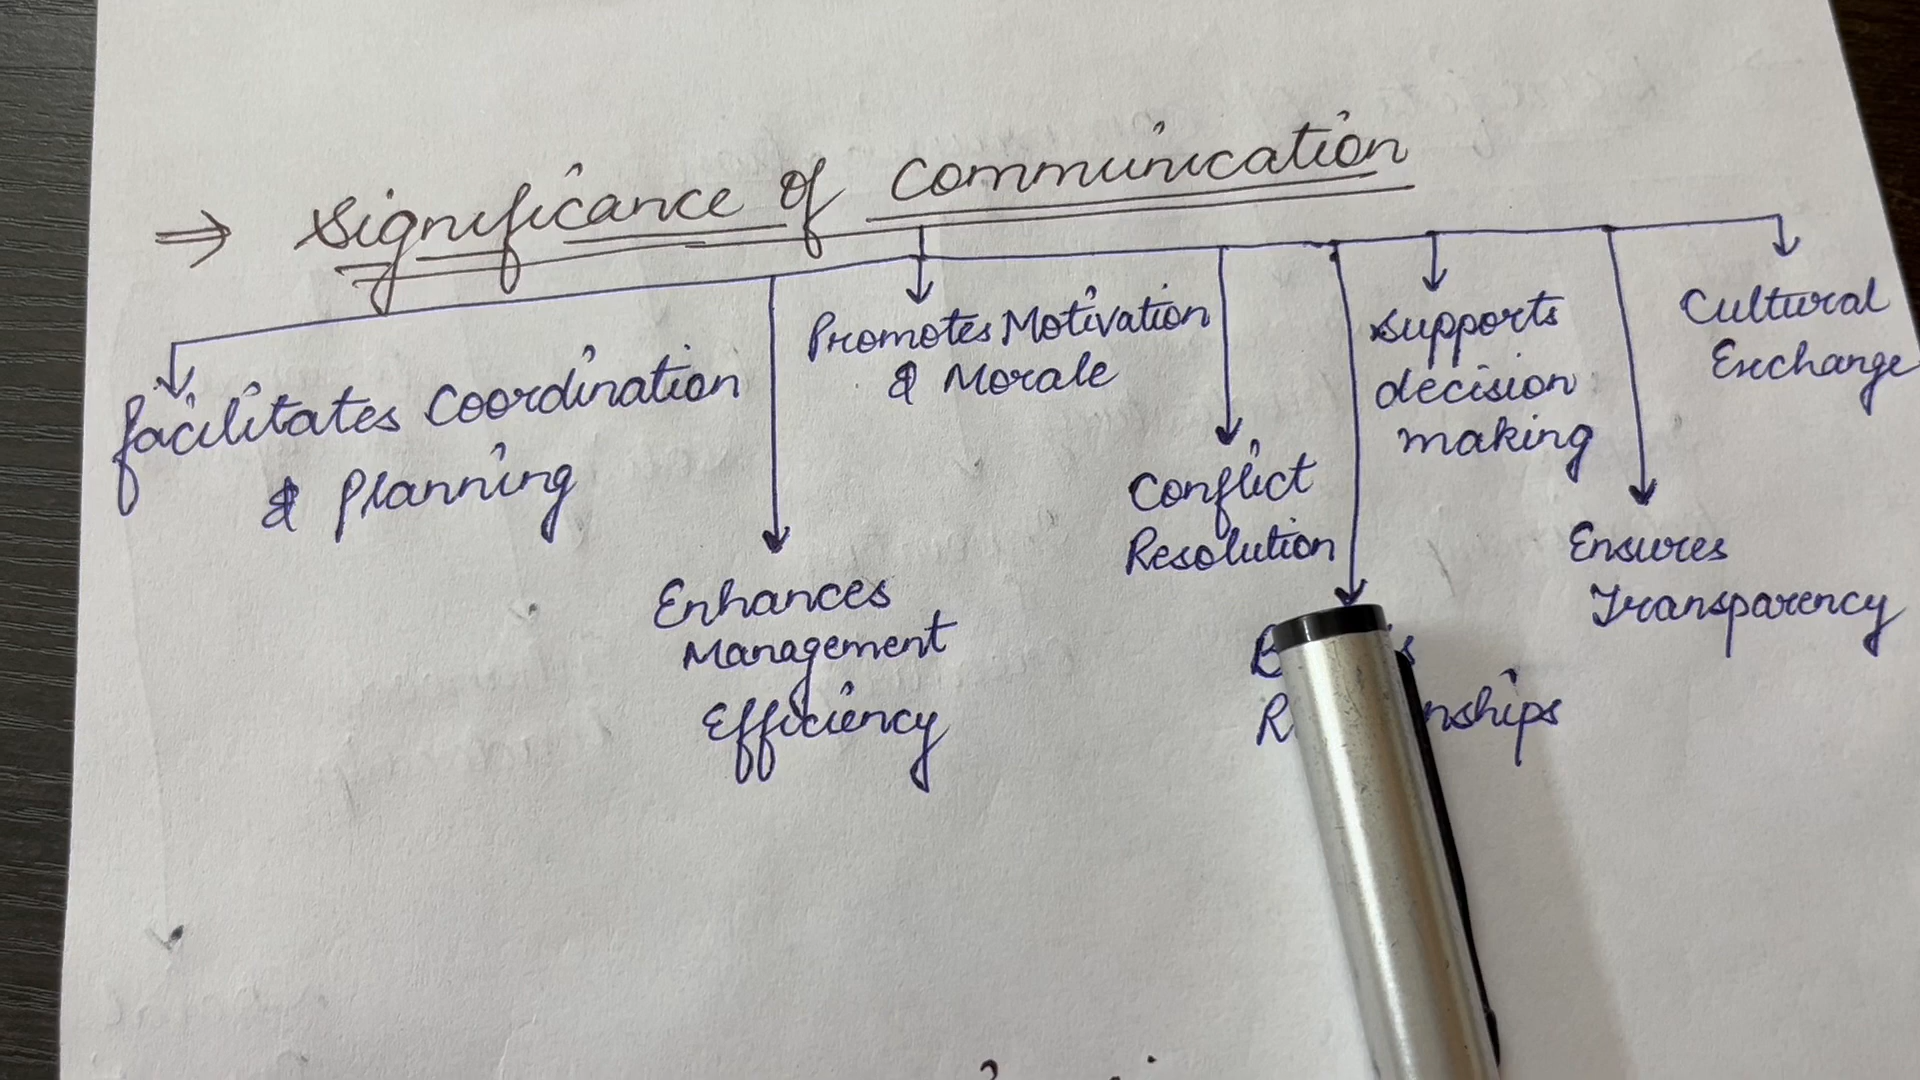 ⇒ Significance of Communication
Facilitates Coordination
& Planning
Enhances
Management
Efficiency
Promotes Motivation
& Morale
Conflict
Resolution
Supports
decision
making
Ensures
Transparency
Cultural
Exchange